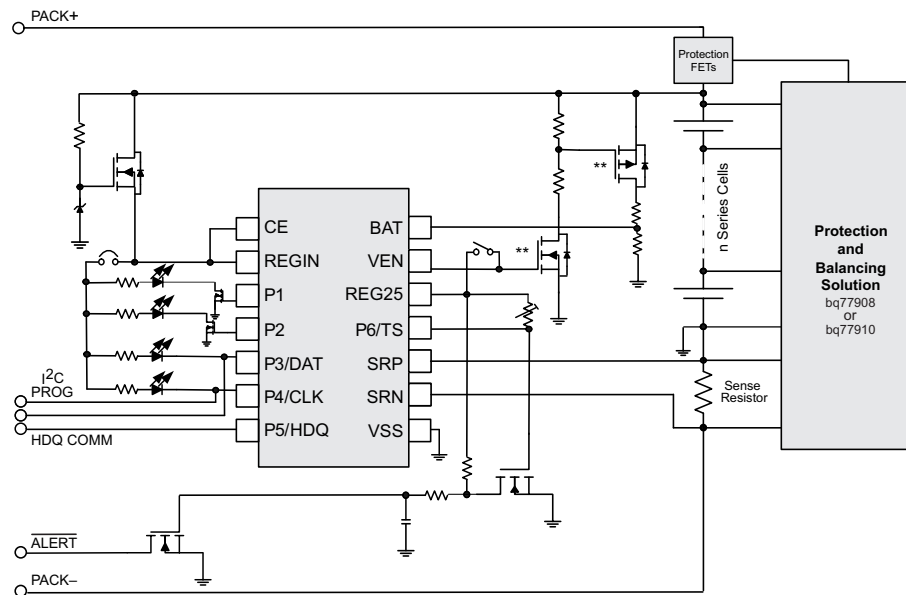 PACK+
Protection
FETs
**
**
n Series Cells
Protection
and
Balancing
Solution
bq77908
or
bq77910
CE
REGIN
P1
P2
P3/DAT
P4/CLK
P5/HDQ
BAT
VEN
REG25
P6/TS
SRP
SRN
VSS
I2C
PROG
HDQ COMM
Sense
Resistor
ALERT
PACK–